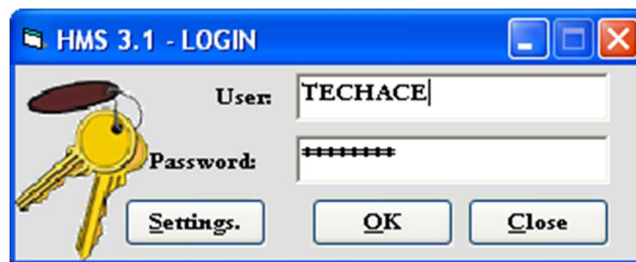 HMS 3.1 - LOGIN
User: TECHACE
Password: ********
Settings. OK Close